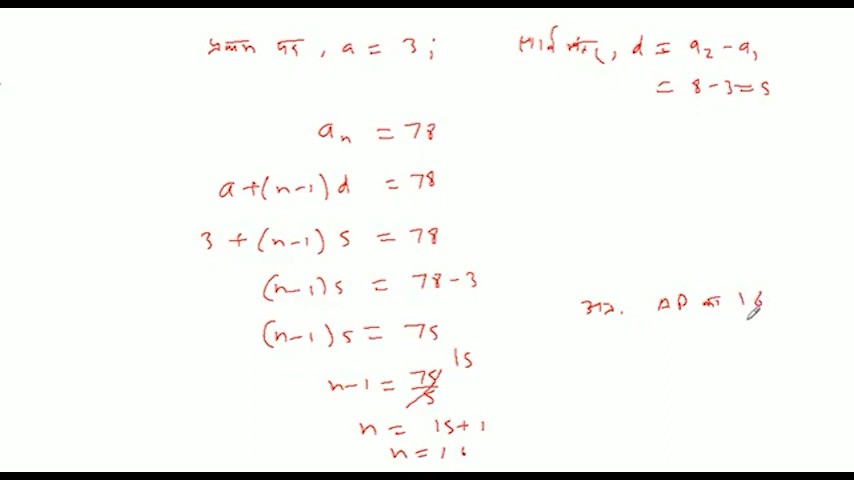 प्रथम पद, a = 3 ;
सार्व अंतर, d = a₂ - a₁
= 8 - 3 = 5
aₙ = 78
a + (n-1) d = 78
3 + (n-1) 5 = 78
(n-1) 5 = 78 - 3
(n-1) 5 = 75
n-1 = 75/5 15
n = 15 + 1
n = 16
अतः AP का 16